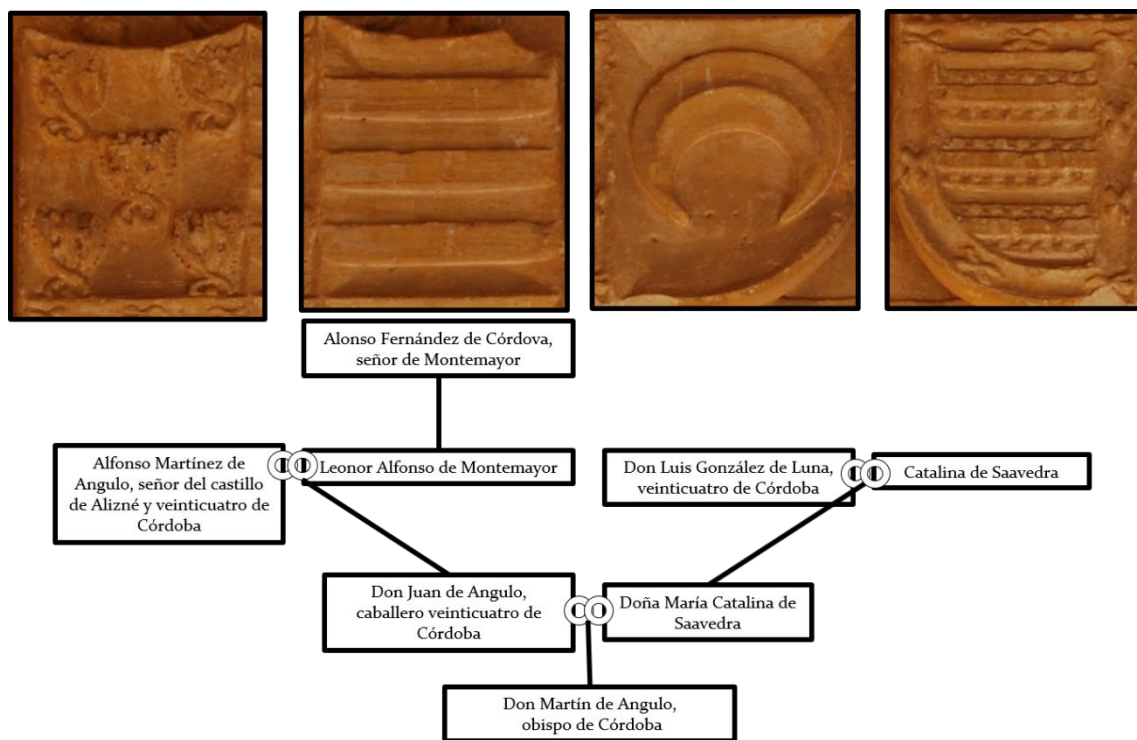 Alonso Fernández de Córdova,
señor de Montemayor
Alfonso Martínez de
Angulo, señor del castillo
de Alizné y veinticuatro de
Córdoba
Leonor Alfonso de Montemayor
Don Luis González de Luna,
veinticuatro de Córdoba
Catalina de Saavedra
Don Juan de Angulo,
caballero veinticuatro de
Córdoba
Doña María Catalina de
Saavedra
Don Martín de Angulo,
obispo de Córdoba